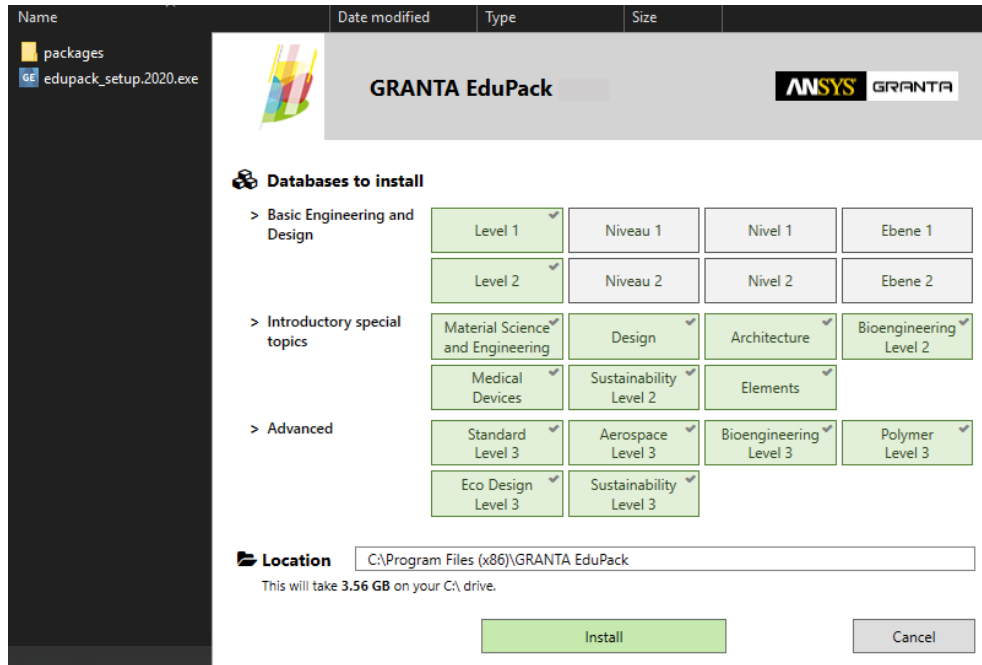 Name Date modified Type Size
packages
GE edupack_setup.2020.exe
GRANTA EduPack
ANSYS GRANTA
Databases to install
> Basic Engineering and
Design
Level 1 Niveau 1 Nivel 1 Ebene 1
Level 2 Niveau 2 Nivel 2 Ebene 2
> Introductory special
topics
Material Science
and Engineering
Design
Architecture
Bioengineering
Level 2
Medical
Devices
Sustainability
Level 2
Elements
> Advanced
Standard
Level 3
Aerospace
Level 3
Bioengineering
Level 3
Polymer
Level 3
Eco Design
Level 3
Sustainability
Level 3
Location C:\Program Files (x86)\GRANTA EduPack
This will take 3.56 GB on your C:\ drive.
Install Cancel